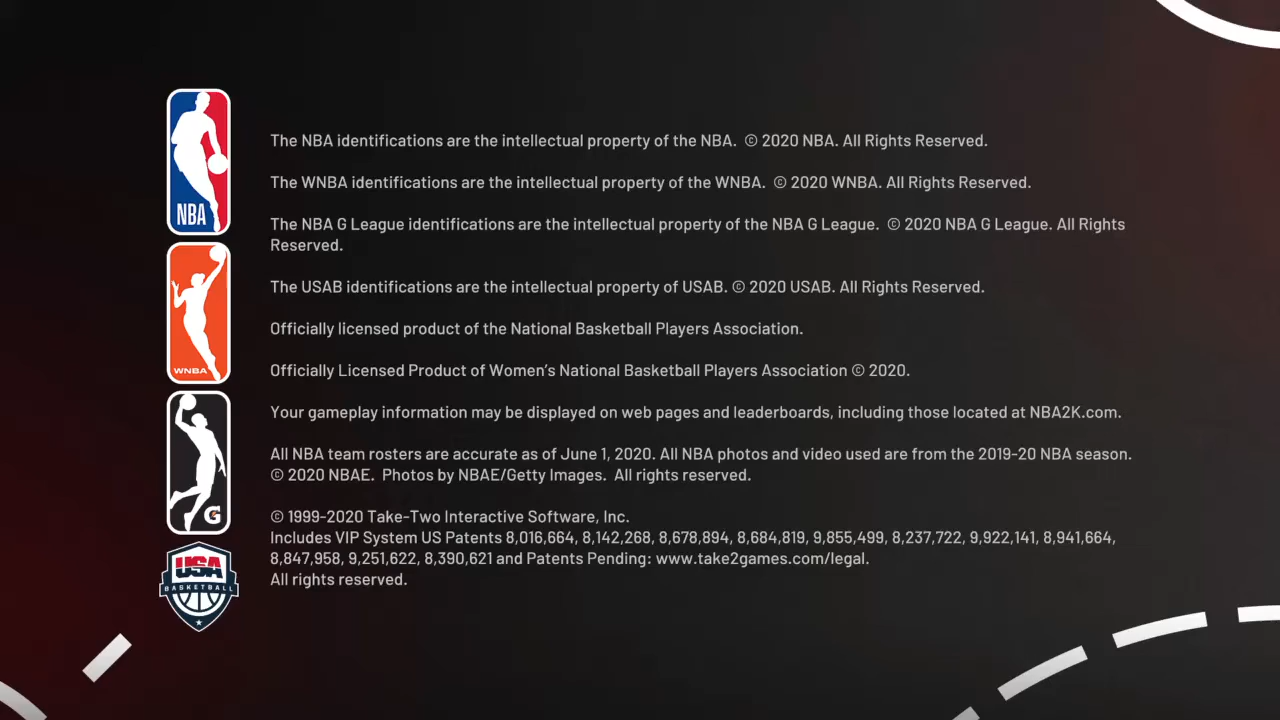 NBA
The NBA identifications are the intellectual property of the NBA.  © 2020 NBA. All Rights Reserved.
The WNBA identifications are the intellectual property of the WNBA.  © 2020 WNBA. All Rights Reserved.
The NBA G League identifications are the intellectual property of the NBA G League.  © 2020 NBA G League. All Rights
Reserved.
WNBA
The USAB identifications are the intellectual property of USAB. © 2020 USAB. All Rights Reserved.
Officially licensed product of the National Basketball Players Association.
Officially Licensed Product of Women’s National Basketball Players Association © 2020.
Your gameplay information may be displayed on web pages and leaderboards, including those located at NBA2K.com.
All NBA team rosters are accurate as of June 1, 2020. All NBA photos and video used are from the 2019-20 NBA season.
© 2020 NBAE.  Photos by NBAE/Getty Images.  All rights reserved.
G
© 1999-2020 Take-Two Interactive Software, Inc.
Includes VIP System US Patents 8,016,664, 8,142,268, 8,678,894, 8,684,819, 9,855,499, 8,237,722, 9,922,141, 8,941,664,
8,847,958, 9,251,622, 8,390,621 and Patents Pending: www.take2games.com/legal.
All rights reserved.
USA
BASKETBALL